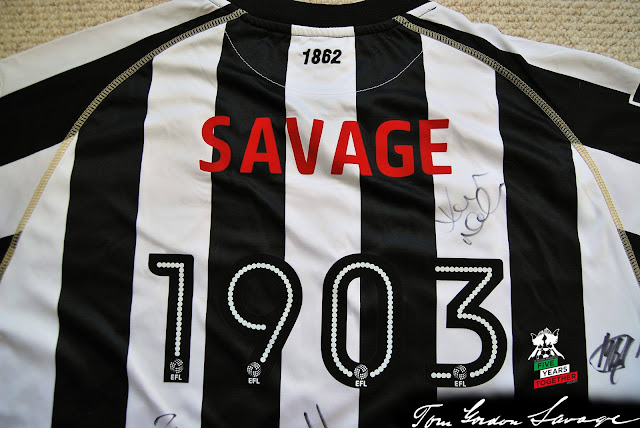 1862
SAVAGE
1903
EFL EFL EFL EFL
FIVE
YEARS
TOGETHER
Tom Gordon Savage